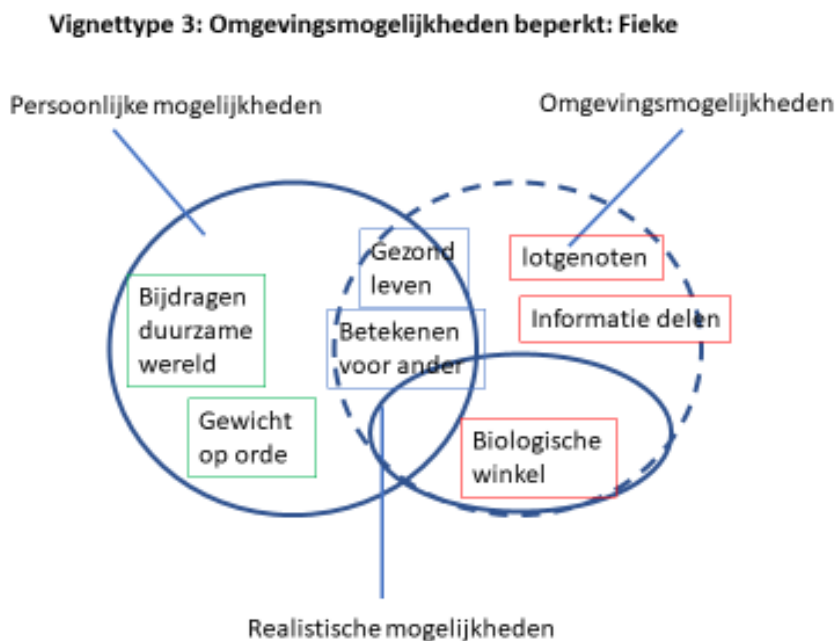 Vignettype 3: Omgevingsmogelijkheden beperkt: Fieke
Persoonlijke mogelijkheden
Omgevingsmogelijkheden
Gezond
leven
lotgenoten
Bijdragen
duurzame
wereld
Betekenen
voor ander
Informatie delen
Gewicht
op orde
Biologische
winkel
Realistische mogelijkheden